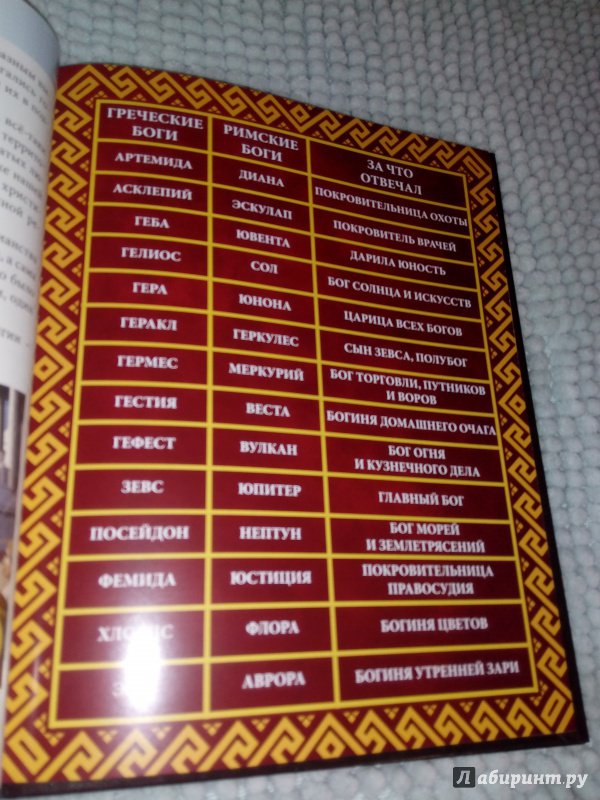 ГРЕЧЕСКИЕ БОГИ РИМСКИЕ БОГИ ЗА ЧТО ОТВЕЧАЛ
АРТЕМИДА ДИАНА ПОКРОВИТЕЛЬНИЦА ОХОТЫ
АСКЛЕПИЙ ЭСКУЛАП ПОКРОВИТЕЛЬ ВРАЧЕЙ
ГЕБА ЮВЕНТА ДАРИЛА ЮНОСТЬ
ГЕЛИОС СОЛ БОГ СОЛНЦА И ИСКУССТВ
ГЕРА ЮНОНА ЦАРИЦА ВСЕХ БОГОВ
ГЕРАКЛ ГЕРКУЛЕС СЫН ЗЕВСА, ПОЛУБОГ
ГЕРМЕС МЕРКУРИЙ БОГ ТОРГОВЛИ, ПУТНИКОВ И ВОРОВ
ГЕСТИЯ ВЕСТА БОГИНЯ ДОМАШНЕГО ОЧАГА
ГЕФЕСТ ВУЛКАН БОГ ОГНЯ И КУЗНЕЧНОГО ДЕЛА
ЗЕВС ЮПИТЕР ГЛАВНЫЙ БОГ
ПОСЕЙДОН НЕПТУН БОГ МОРЕЙ И ЗЕМЛЕТРЯСЕНИЙ
ФЕМИДА ЮСТИЦИЯ ПОКРОВИТЕЛЬНИЦА ПРАВОСУДИЯ
ФЛОРА БОГИНЯ ЦВЕТОВ
АВРОРА БОГИНЯ УТРЕННЕЙ ЗАРИ
Лабиринт.ру